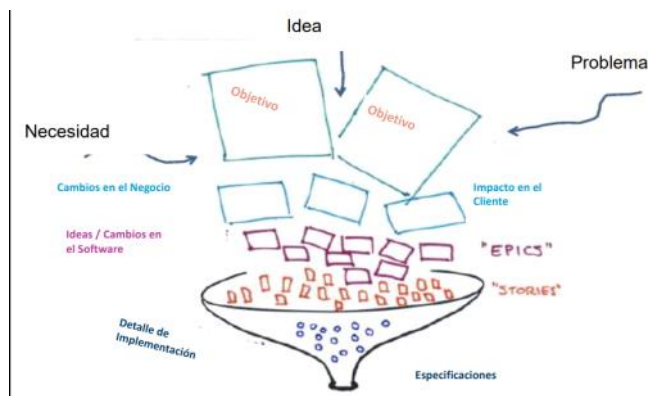 Idea
Problema
Objetivo
Objetivo
Necesidad
Cambios en el Negocio
Impacto en el
Cliente
Ideas / Cambios en
el Software
"EPICS"
"STORIES"
Detalle de
Implementación
Especificaciones